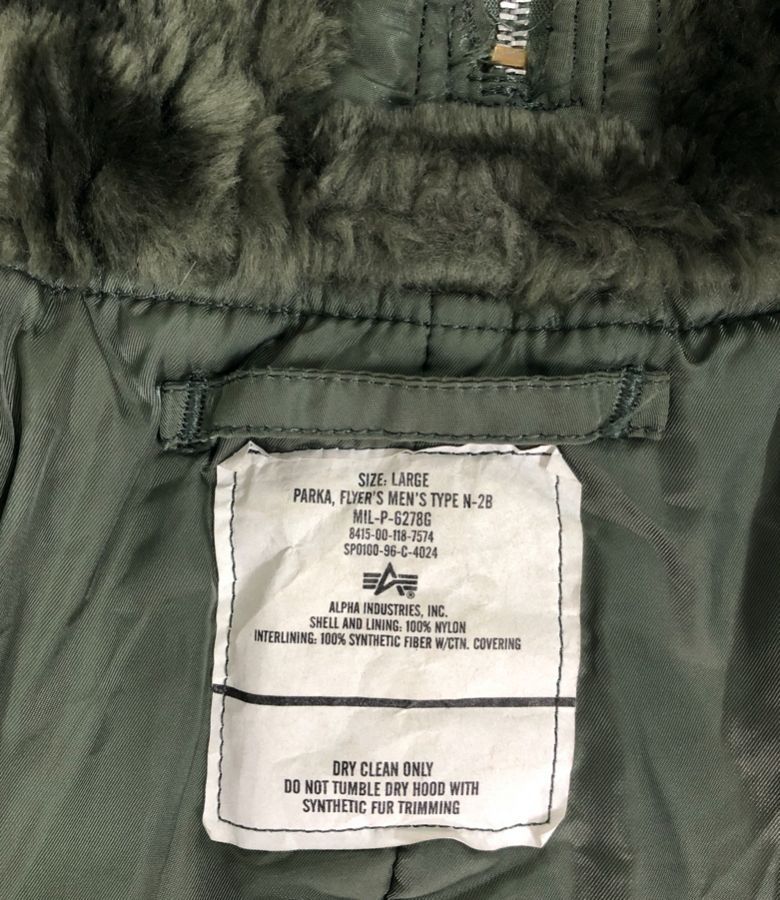 SIZE: LARGE
PARKA, FLYER'S MEN'S TYPE N-2B
MIL-P-6278G
8415-00-118-7574
SP0100-96-C-4024
ALPHA INDUSTRIES, INC.
SHELL AND LINING: 100% NYLON
INTERLINING: 100% SYNTHETIC FIBER W/CTN. COVERING
DRY CLEAN ONLY
DO NOT TUMBLE DRY HOOD WITH
SYNTHETIC FUR TRIMMING